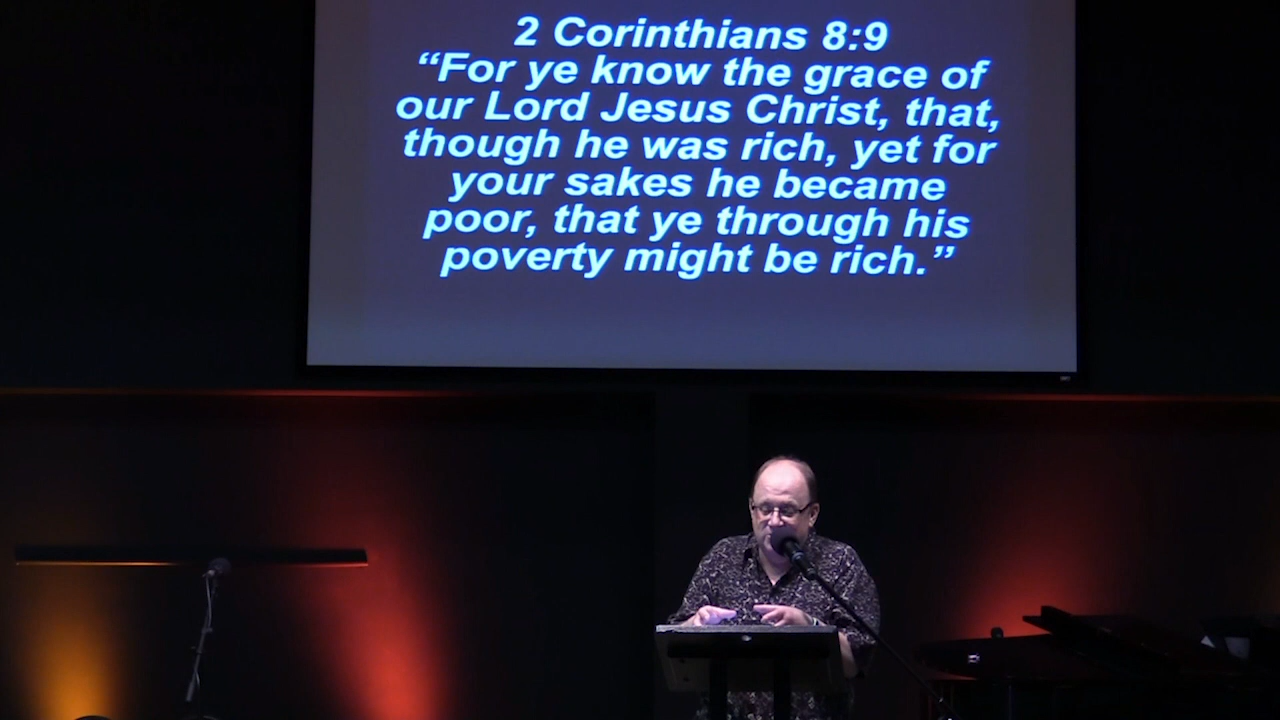 2 Corinthians 8:9
“For ye know the grace of
our Lord Jesus Christ, that,
though he was rich, yet for
your sakes he became
poor, that ye through his
poverty might be rich.”